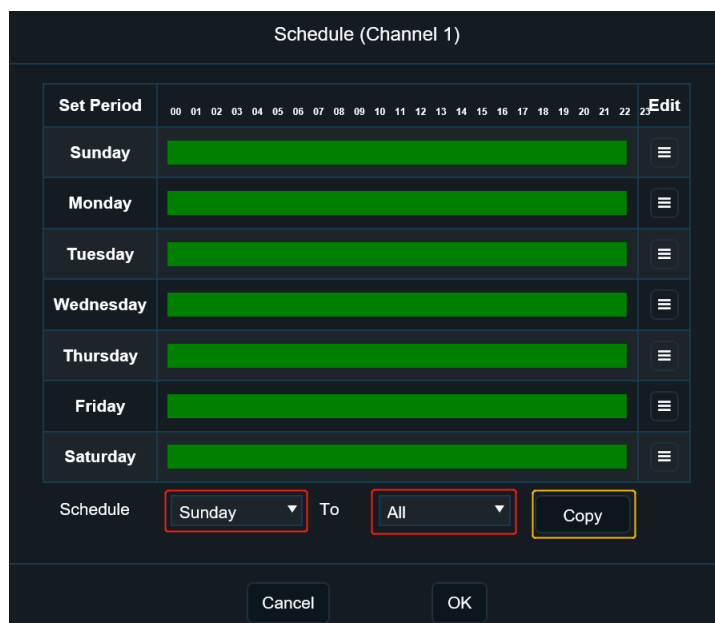 Schedule (Channel 1)
Set Period 00 01 02 03 04 05 06 07 08 09 10 11 12 13 14 15 16 17 18 19 20 21 22 23 Edit
Sunday
Monday
Tuesday
Wednesday
Thursday
Friday
Saturday
Schedule Sunday To All Copy
Cancel OK